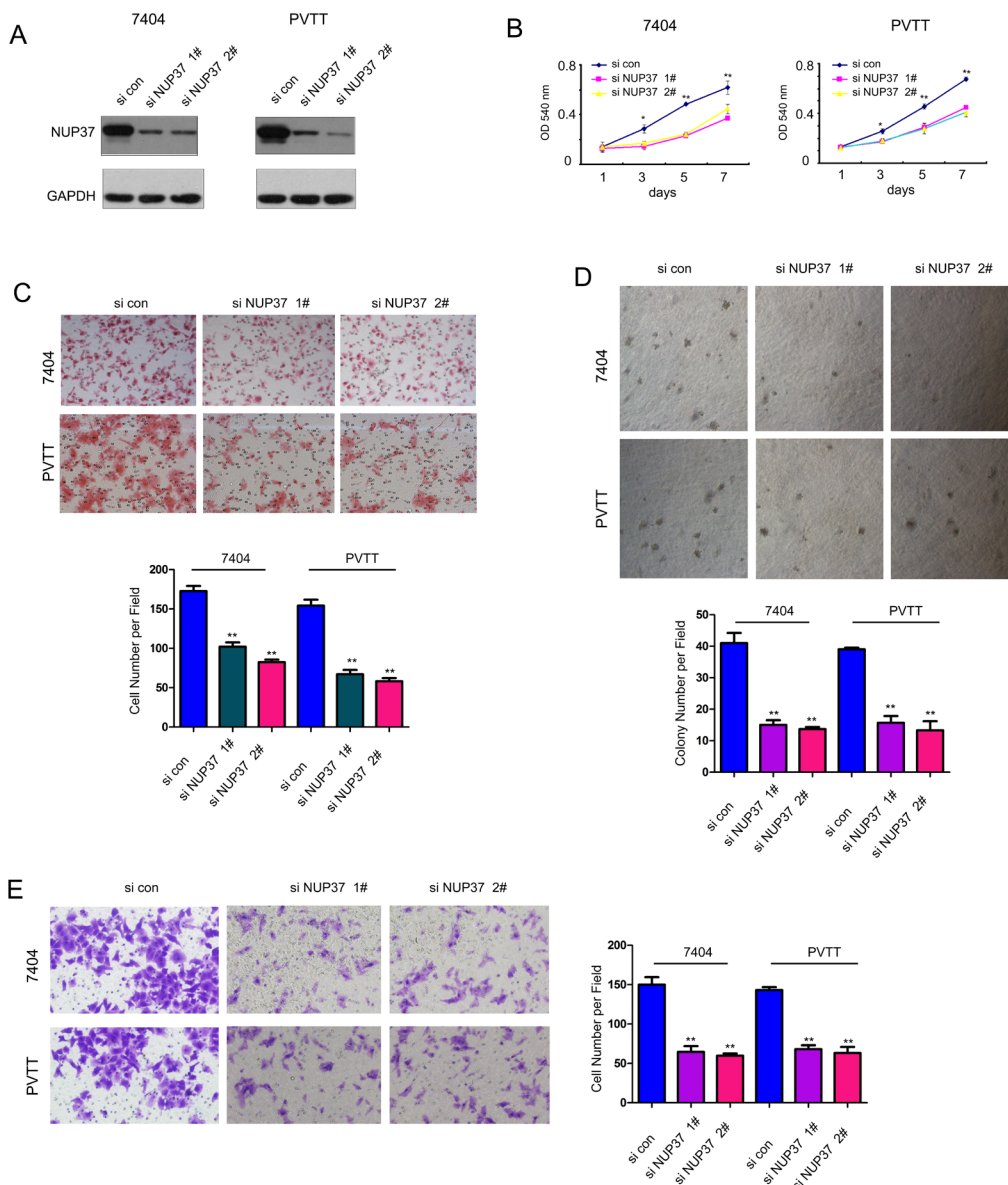 A
7404
PVTT
si con
si NUP37 1#
si NUP37 2#
si con
si NUP37 1#
si NUP37 2#
NUP37
GAPDH
B
7404
PVTT
si con
si NUP37 1#
si NUP37 2#
si con
si NUP37 1#
si NUP37 2#
OD 540 nm
0.8
0.4
0
* ** **
1 3 5 7
days
OD 540 nm
0.8
0.4
0
* ** **
1 3 5 7
days
C
si con si NUP37 1# si NUP37 2#
7404
PVTT
7404 PVTT
Cell Number per Field
200
150
100
50
0
** ** ** **
si con
si NUP37 1#
si NUP37 2#
si con
si NUP37 1#
si NUP37 2#
D
si con si NUP37 1# si NUP37 2#
7404
PVTT
7404 PVTT
Colony Number per Field
50
40
30
20
10
0
** ** ** **
si con
si NUP37 1#
si NUP37 2#
si con
si NUP37 1#
si NUP37 2#
E
si con si NUP37 1# si NUP37 2#
7404
PVTT
7404 PVTT
Cell Number per Field
200
150
100
50
0
** ** ** **
si con
si NUP37 1#
si NUP37 2#
si con
si NUP37 1#
si NUP37 2#